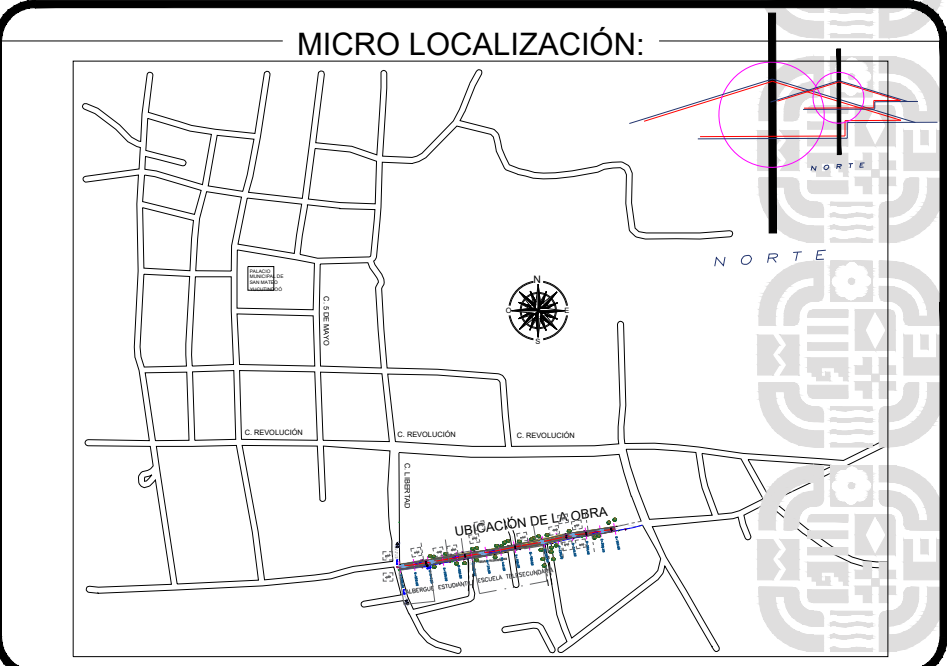 MICRO LOCALIZACIÓN:
NORTE
NORTE
PALACIO
MUNICIPAL DE
SAN MATEO
C. 5 DE MAYO
N
O
E
S
C. REVOLUCIÓN
C. REVOLUCIÓN
C. REVOLUCIÓN
C. LIBERTAD
UBICACIÓN DE LA OBRA
ALBERGUE ESTUDIANTIL
ESCUELA TELESECUNDARIA